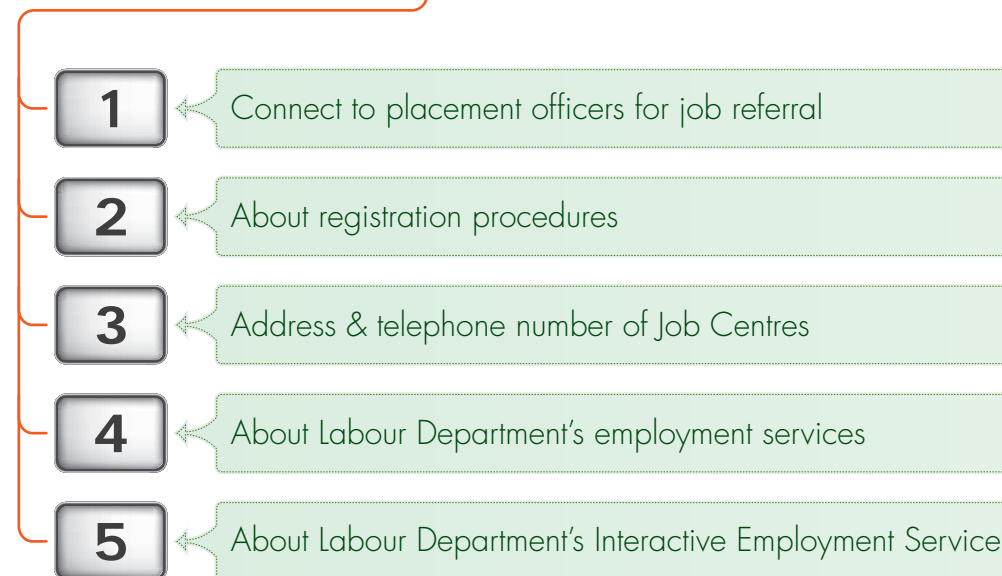 1 Connect to placement officers for job referral
2 About registration procedures
3 Address & telephone number of Job Centres
4 About Labour Department’s employment services
5 About Labour Department’s Interactive Employment Service